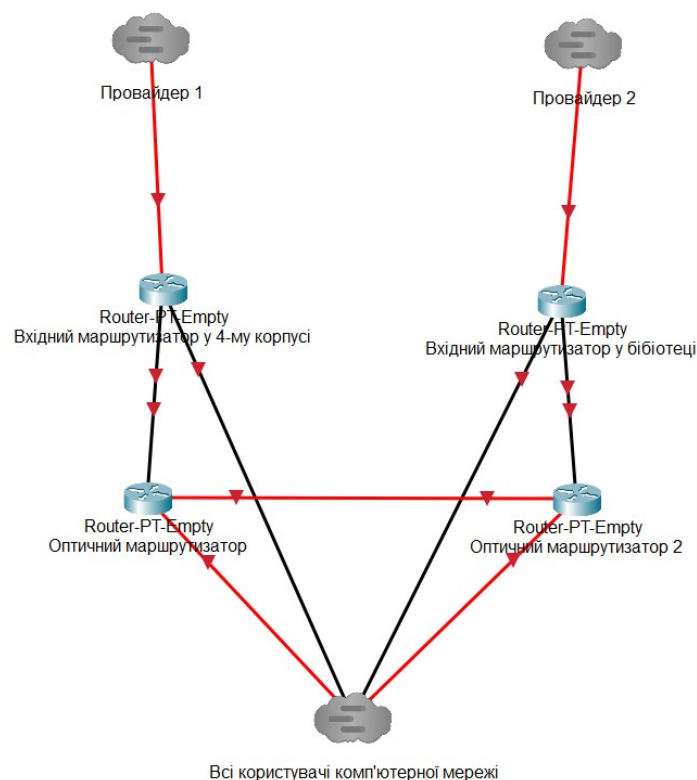 Провайдер 1
Провайдер 2
Router-PT-Empty
Вхідний маршрутизатор у 4-му корпусі
Router-PT-Empty
Вхідний маршрутизатор у бібіотеці
Router-PT-Empty
Оптичний маршрутизатор
Router-PT-Empty
Оптичний маршрутизатор 2
Всі користувачі комп'ютерної мережі